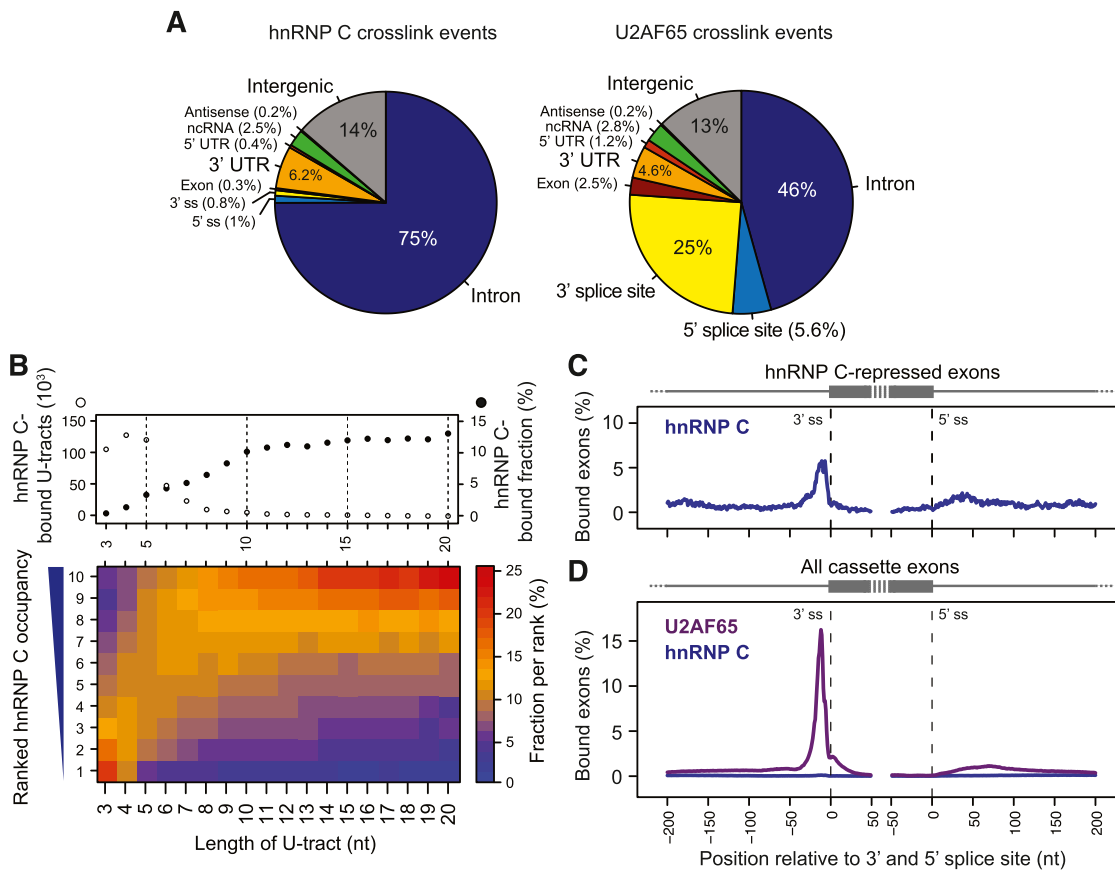 A
hnRNP C crosslink events
Intergenic
Antisense (0.2%)
ncRNA (2.5%)
5' UTR (0.4%)
3' UTR
Exon (0.3%)
3' ss (0.8%)
5' ss (1%)
14%
6.2%
75%
Intron
U2AF65 crosslink events
Intergenic
Antisense (0.2%)
ncRNA (2.8%)
5' UTR (1.2%)
3' UTR
Exon (2.5%)
13%
4.6%
46%
25%
Intron
3' splice site
5' splice site (5.6%)
B
hnRNP C-
bound U-tracts (10³)
150
100
50
0
15
10
5
0
hnRNP C-
bound fraction (%)
3
5
10
15
20
Ranked hnRNP C occupancy
10
9
8
7
6
5
4
3
2
1
3 4 5 6 7 8 9 10 11 12 13 14 15 16 17 18 19 20
Length of U-tract (nt)
25
20
15
10
5
0
Fraction per rank (%)
C
hnRNP C-repressed exons
hnRNP C
3' ss
5' ss
Bound exons (%)
10
5
0
D
All cassette exons
U2AF65
hnRNP C
3' ss
5' ss
Bound exons (%)
15
10
5
0
−200 −150 −100 −50 0 50 −50 0 50 100 150 200
Position relative to 3' and 5' splice site (nt)